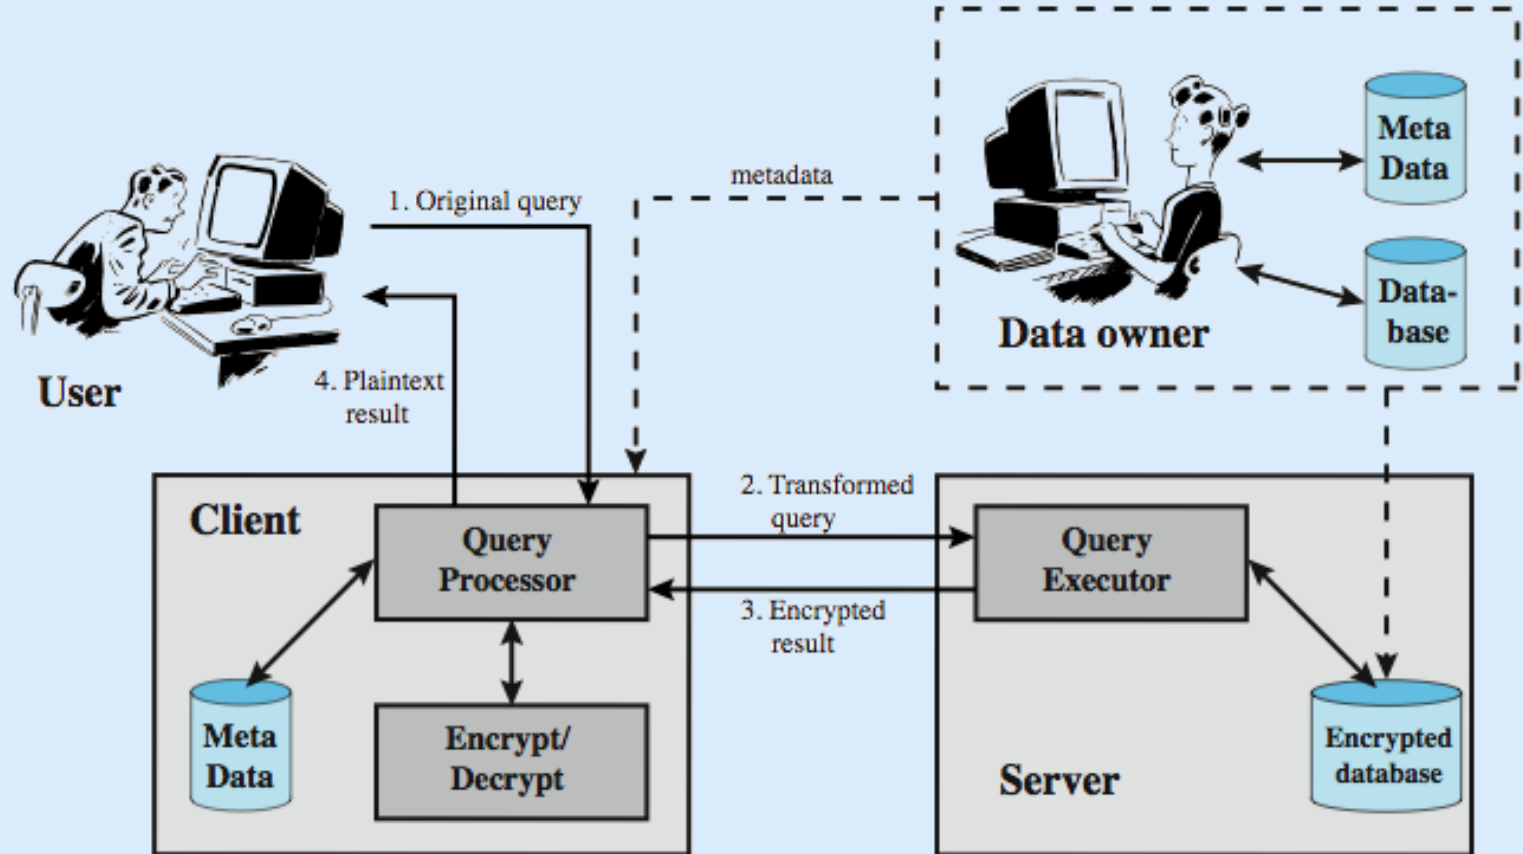 Meta
Data
metadata
1. Original query
Data-
base
Data owner
User
4. Plaintext
result
Client
Query
Processor
2. Transformed
query
3. Encrypted
result
Query
Executor
Meta
Data
Encrypt/
Decrypt
Server
Encrypted
database